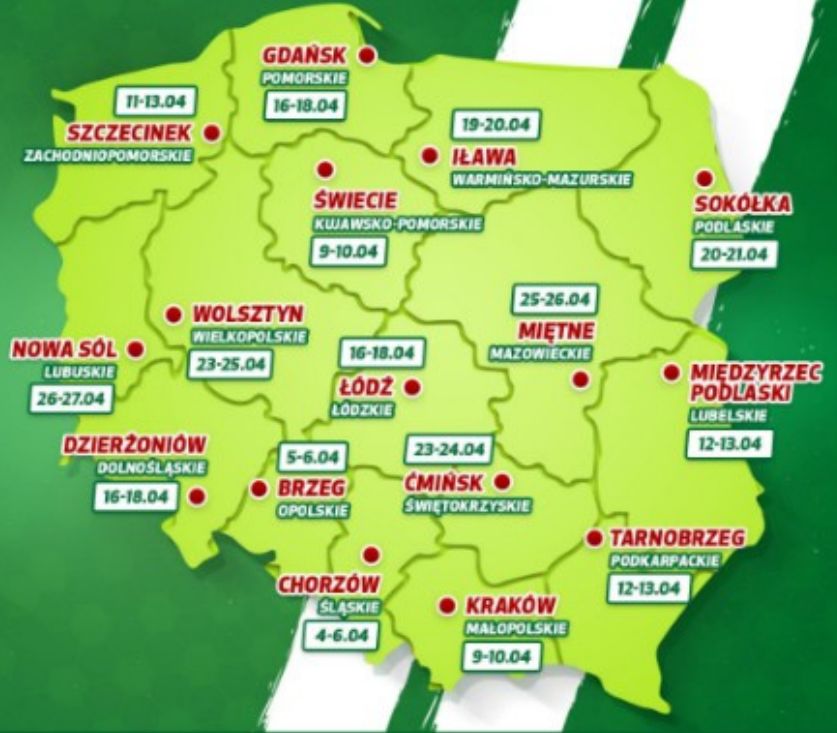 GDAŃSK
POMORSKIE
16-18.04
11-13.04
SZCZECINEK
ZACHODNIOPOMORSKIE
19-20.04
IŁAWA
WARMIŃSKO-MAZURSKIE
ŚWIECIE
KUJAWSKO-POMORSKIE
9-10.04
SOKÓŁKA
PODLASKIE
20-21.04
WOLSZTYN
WIELKOPOLSKIE
23-25.04
25-26.04
MIĘTNE
MAZOWIECKIE
NOWA SÓL
LUBUSKIE
26-27.04
16-18.04
ŁÓDŹ
ŁÓDZKIE
MIĘDZYRZEC
PODLASKI
LUBELSKIE
12-13.04
DZIERŻONIÓW
DOLNOŚLĄSKIE
16-18.04
5-6.04
BRZEG
OPOLSKIE
23-24.04
ĆMIŃSK
ŚWIĘTOKRZYSKIE
TARNOBRZEG
PODKARPACKIE
12-13.04
CHORZÓW
ŚLĄSKIE
4-6.04
KRAKÓW
MAŁOPOLSKIE
9-10.04